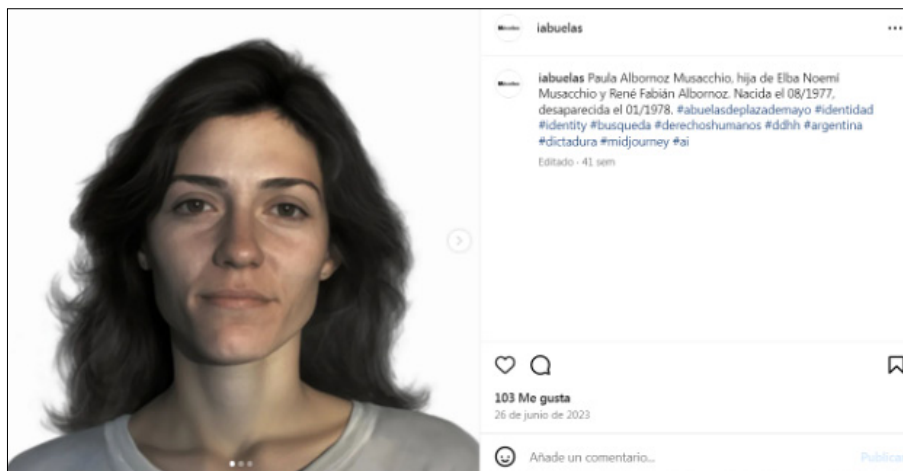 iabuelas
iabuelas Paula Albornoz Musacchio, hija de Elba Noemí
Musacchio y René Fabián Albornoz. Nacida el 08/1977,
desaparecida el 01/1978. #abuelasdeplazademayo #identidad
#identity #busqueda #derechoshumanos #ddhh #argentina
#dictadura #midjourney #ai
Editado · 41 sem
103 Me gusta
26 de junio de 2023
Añade un comentario...